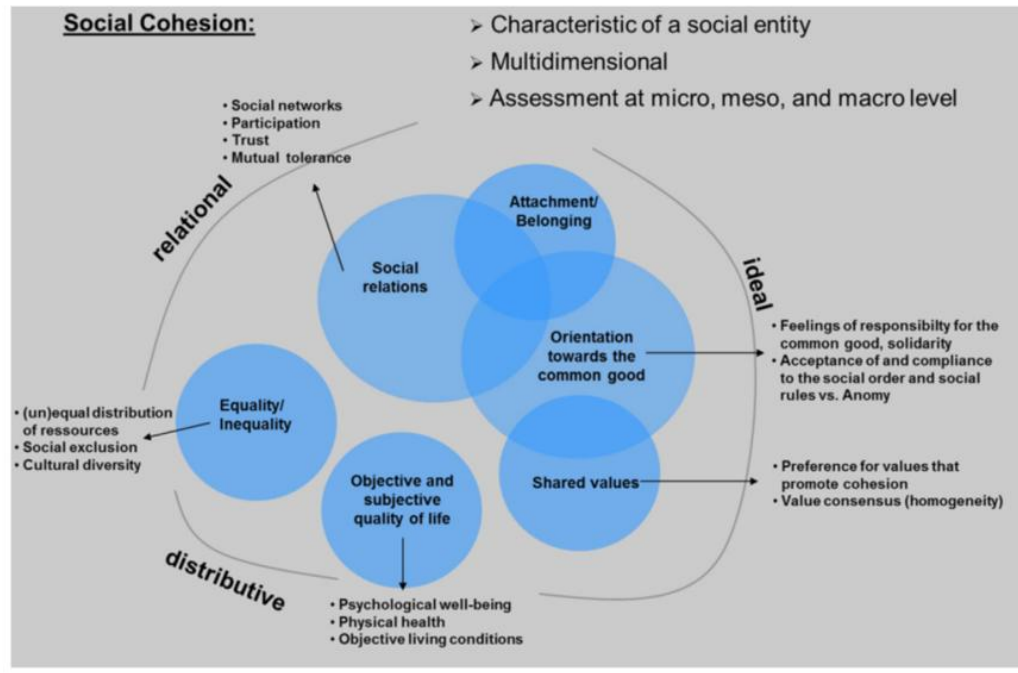 Social Cohesion:
➢ Characteristic of a social entity
➢ Multidimensional
➢ Assessment at micro, meso, and macro level
• Social networks
• Participation
• Trust
• Mutual tolerance
relational
Attachment/
Belonging
Social
relations
ideal
Orientation
towards the
common good
• Feelings of responsibilty for the
common good, solidarity
• Acceptance of and compliance
to the social order and social
rules vs. Anomy
Equality/
Inequality
• (un)equal distribution
of ressources
• Social exclusion
• Cultural diversity
Objective and
subjective
quality of life
Shared values
• Preference for values that
promote cohesion
• Value consensus (homogeneity)
distributive
• Psychological well-being
• Physical health
• Objective living conditions